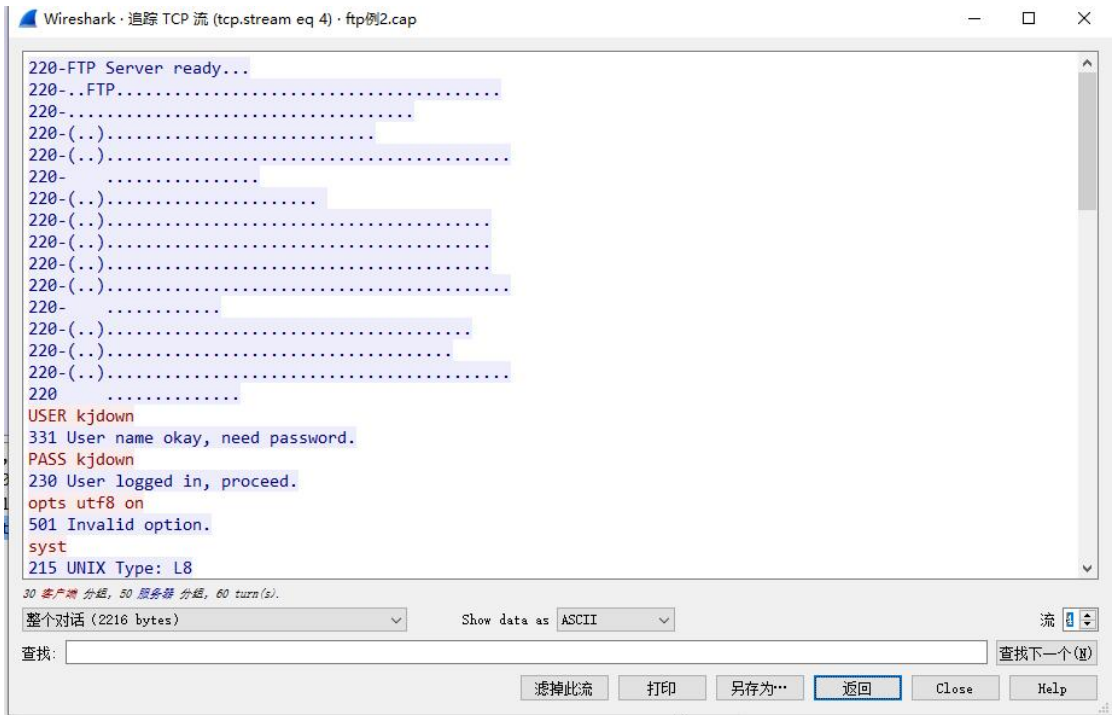 Wireshark · 追踪 TCP 流 (tcp.stream eq 4) · ftp例2.cap
220-FTP Server ready...
220-..FTP.........................................
220-.....................................
220-(..)............................
220-(..)...........................................
220-     ................
220-(..)......................
220-(..).........................................
220-(..).........................................
220-(..).........................................
220-(..)...........................................
220-     ............
220-(..).......................................
220-(..).....................................
220-(..)...........................................
220     ..............
USER kjdown
331 User name okay, need password.
PASS kjdown
230 User logged in, proceed.
opts utf8 on
501 Invalid option.
syst
215 UNIX Type: L8
30 客户端 分组, 50 服务器 分组, 60 turn(s).
整个对话 (2216 bytes) Show data as ASCII 流 4
查找: 查找下一个(N)
滤掉此流 打印 另存为… 返回 Close Help